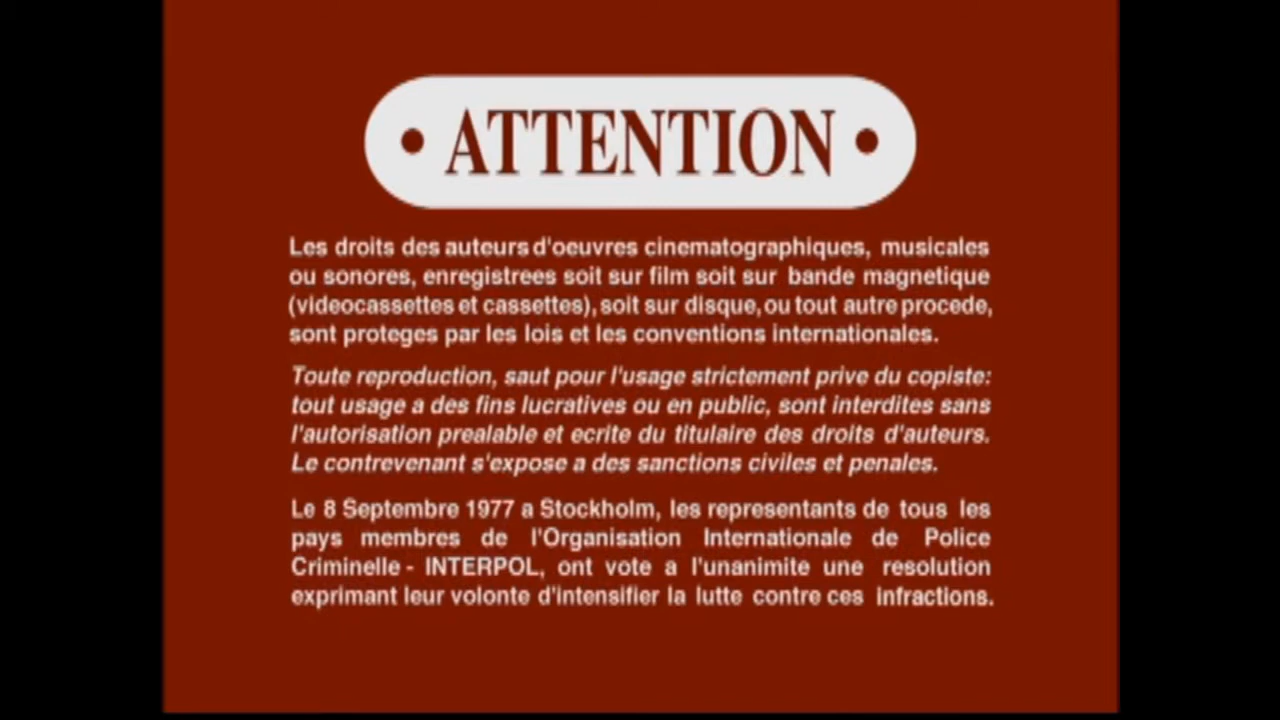 • ATTENTION •
Les droits des auteurs d'oeuvres cinematographiques, musicales
ou sonores, enregistrees soit sur film soit sur bande magnetique
(videocassettes et cassettes), soit sur disque, ou tout autre procede,
sont proteges par les lois et les conventions internationales.
Toute reproduction, saut pour l'usage strictement prive du copiste:
tout usage a des fins lucratives ou en public, sont interdites sans
l'autorisation prealable et ecrite du titulaire des droits d'auteurs.
Le contrevenant s'expose a des sanctions civiles et penales.
Le 8 Septembre 1977 a Stockholm, les representants de tous les
pays membres de l'Organisation Internationale de Police
Criminelle - INTERPOL, ont vote a l'unanimite une resolution
exprimant leur volonte d'intensifier la lutte contre ces infractions.